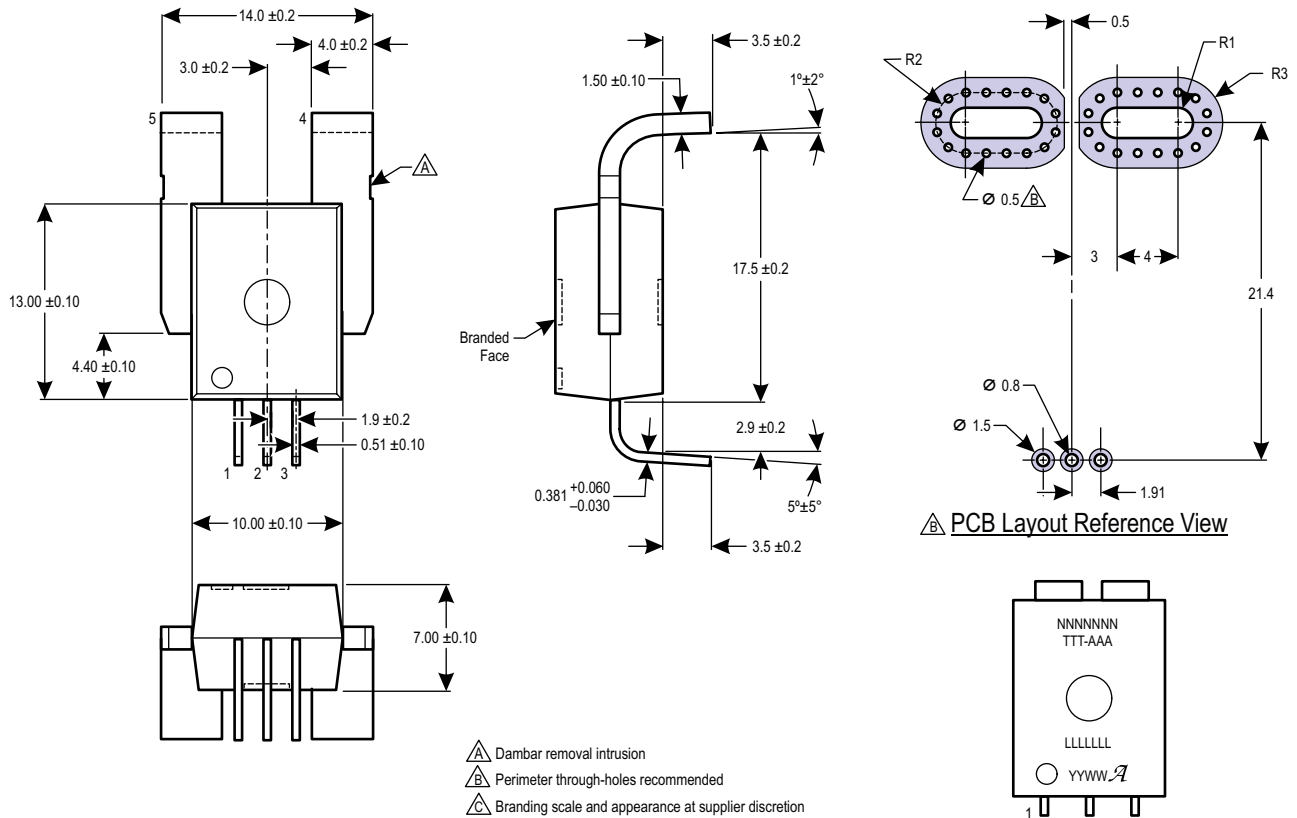 14.0 ±0.2
4.0 ±0.2
3.0 ±0.2
5
4
A
13.00 ±0.10
4.40 ±0.10
1.9 ±0.2
0.51 ±0.10
1
2
3
10.00 ±0.10
7.00 ±0.10
3.5 ±0.2
1.50 ±0.10
1°±2°
17.5 ±0.2
Branded
Face
2.9 ±0.2
0.381 +0.060
−0.030
5°±5°
3.5 ±0.2
0.5
R1
R2
R3
Ø 0.5 B
3
4
21.4
Ø 0.8
Ø 1.5
1.91
B PCB Layout Reference View
A Dambar removal intrusion
B Perimeter through-holes recommended
C Branding scale and appearance at supplier discretion
NNNNNNN
TTT-AAA
LLLLLLL
YYWW A
1